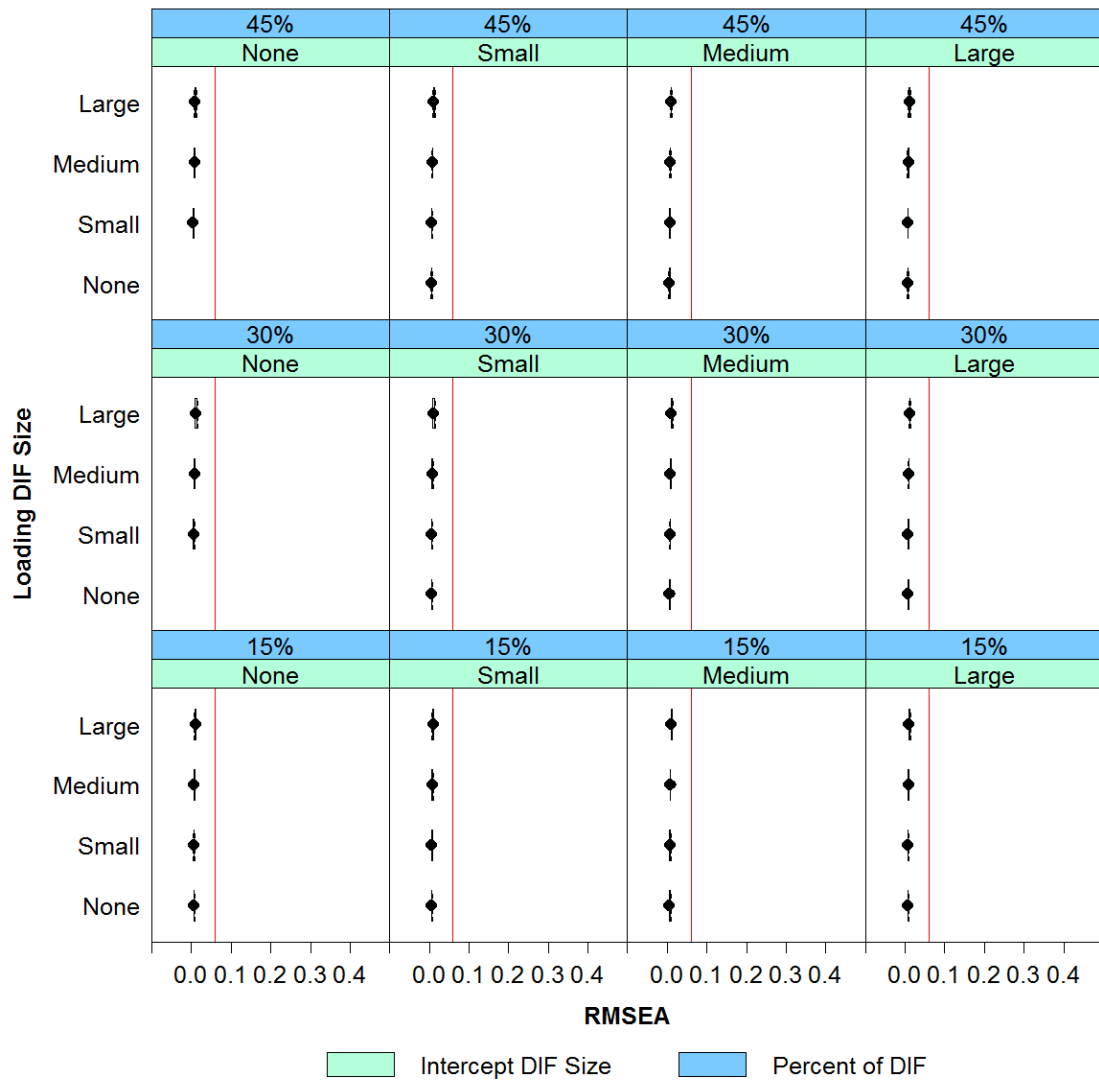 45% 45% 45% 45%
None Small Medium Large
Large
Medium
Small
None
30% 30% 30% 30%
None Small Medium Large
Large
Medium
Small
None
15% 15% 15% 15%
None Small Medium Large
Large
Medium
Small
None
Loading DIF Size
0.0 0.1 0.2 0.3 0.4 0.0 0.1 0.2 0.3 0.4 0.0 0.1 0.2 0.3 0.4 0.0 0.1 0.2 0.3 0.4
RMSEA
Intercept DIF Size Percent of DIF